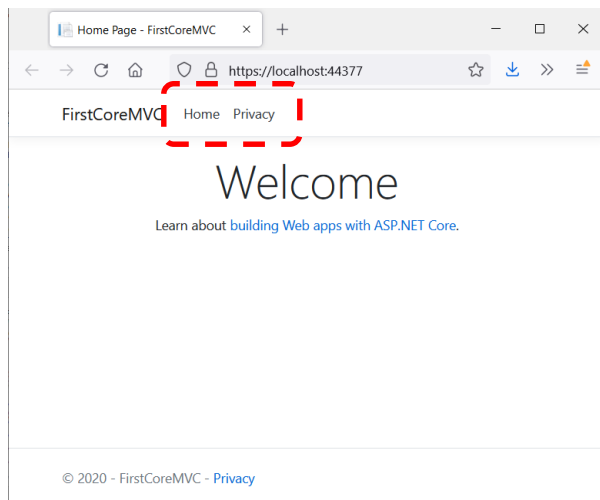 Home Page - FirstCoreMVC
https://localhost:44377
FirstCoreMVC Home Privacy
Welcome
Learn about building Web apps with ASP.NET Core.
© 2020 - FirstCoreMVC - Privacy